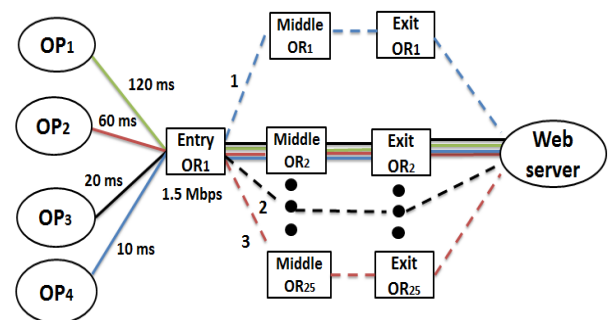 OP1
OP2
OP3
OP4
120 ms
60 ms
20 ms
10 ms
Entry
OR1
1.5 Mbps
1
2
3
Middle
OR1
Exit
OR1
Middle
OR2
Exit
OR2
Middle
OR25
Exit
OR25
Web
server